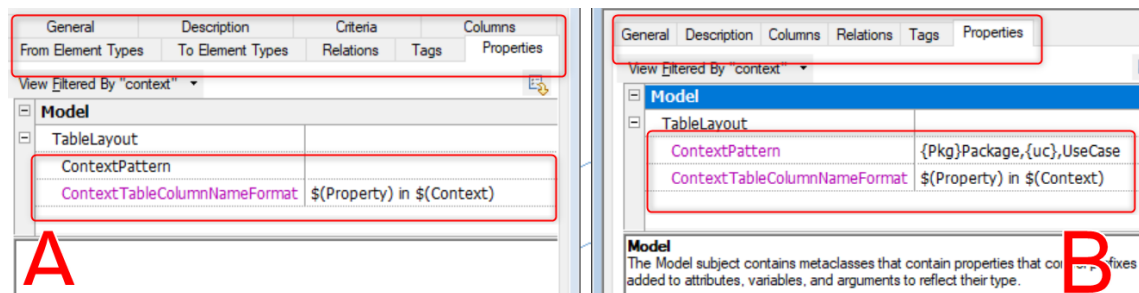 General Description Criteria Columns
From Element Types To Element Types Relations Tags Properties
View Filtered By "context"
Model
TableLayout
ContextPattern
ContextTableColumnNameFormat $(Property) in $(Context)
A
General Description Columns Relations Tags Properties
View Filtered By "context"
Model
TableLayout
ContextPattern {Pkg}Package,{uc},UseCase
ContextTableColumnNameFormat $(Property) in $(Context)
Model
The Model subject contains metaclasses that contain properties that
added to attributes, variables, and arguments to reflect their type.
B